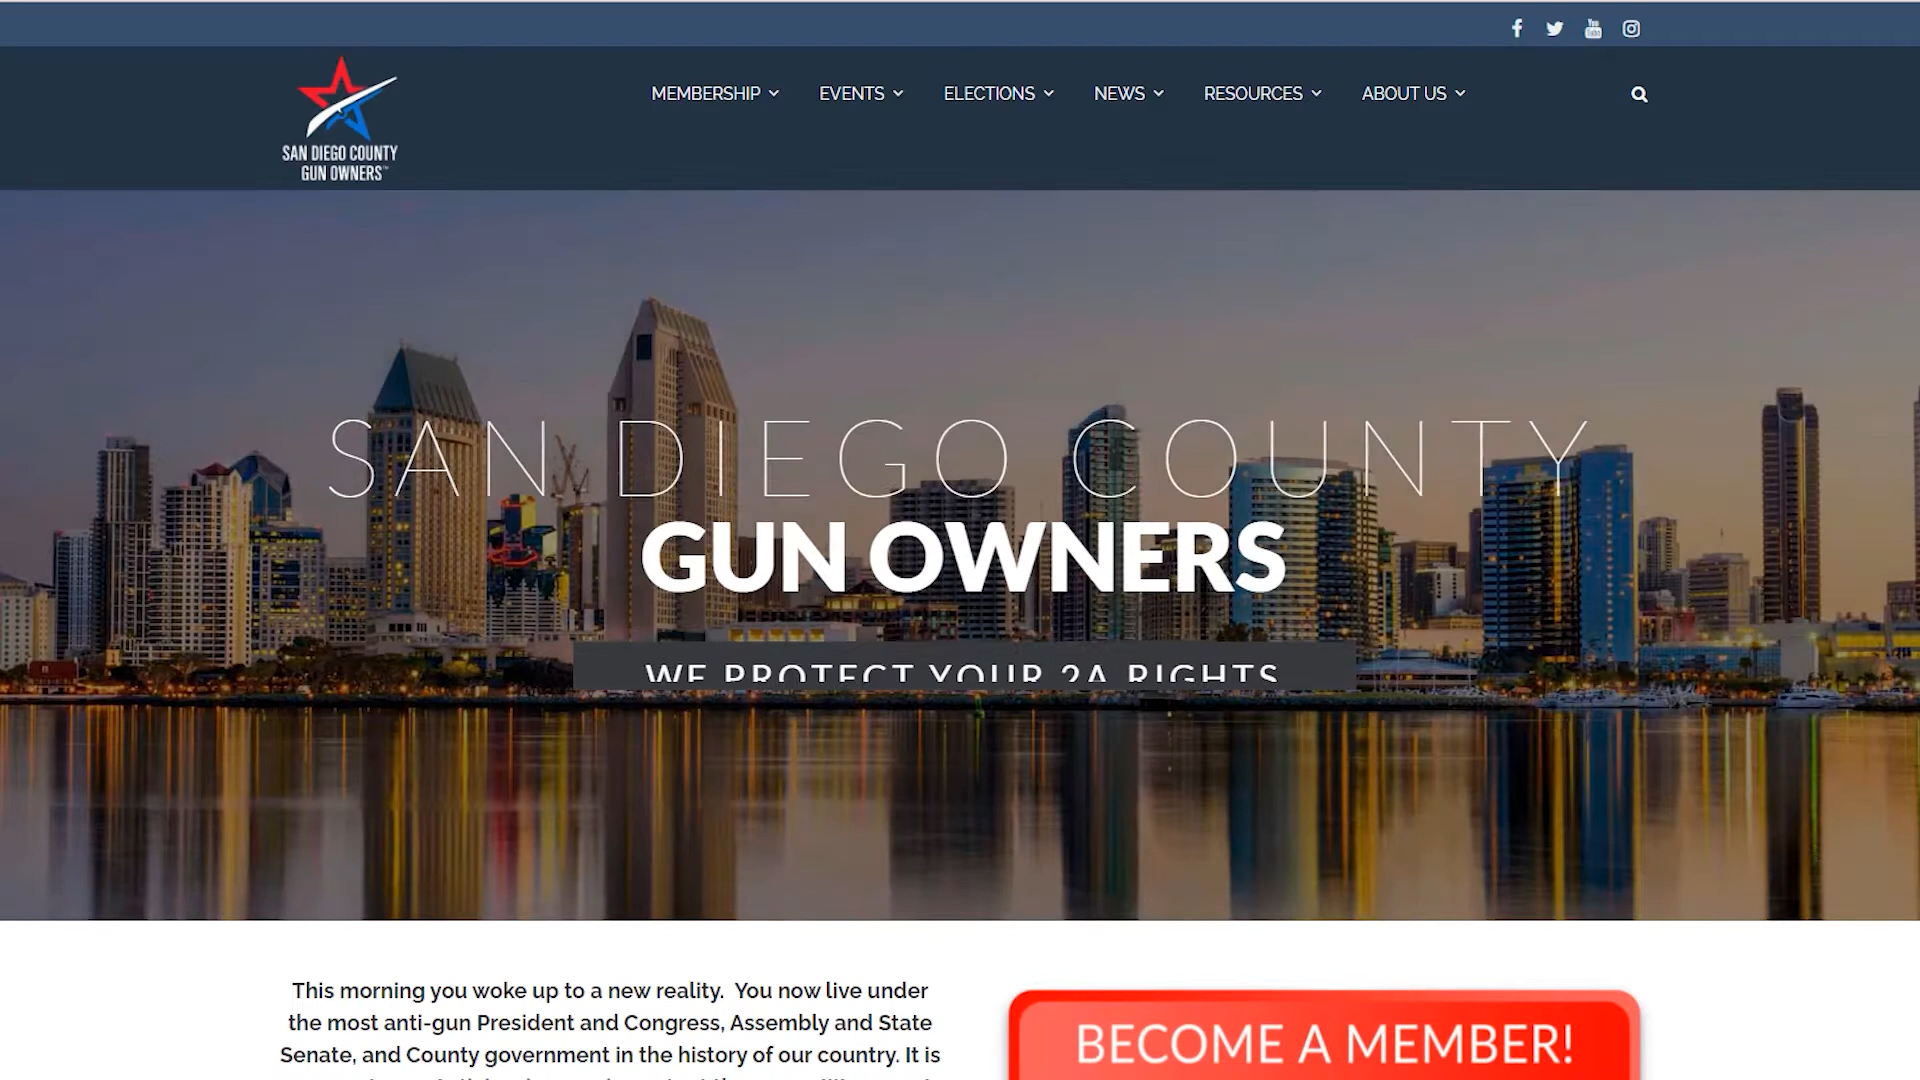 MEMBERSHIP EVENTS ELECTIONS NEWS RESOURCES ABOUT US
SAN DIEGO COUNTY
GUN OWNERS™
SAN DIEGO COUNTY
GUN OWNERS
WE PROTECT YOUR 2A RIGHTS
This morning you woke up to a new reality. You now live under
the most anti-gun President and Congress, Assembly and State
Senate, and County government in the history of our country. It is
BECOME A MEMBER!